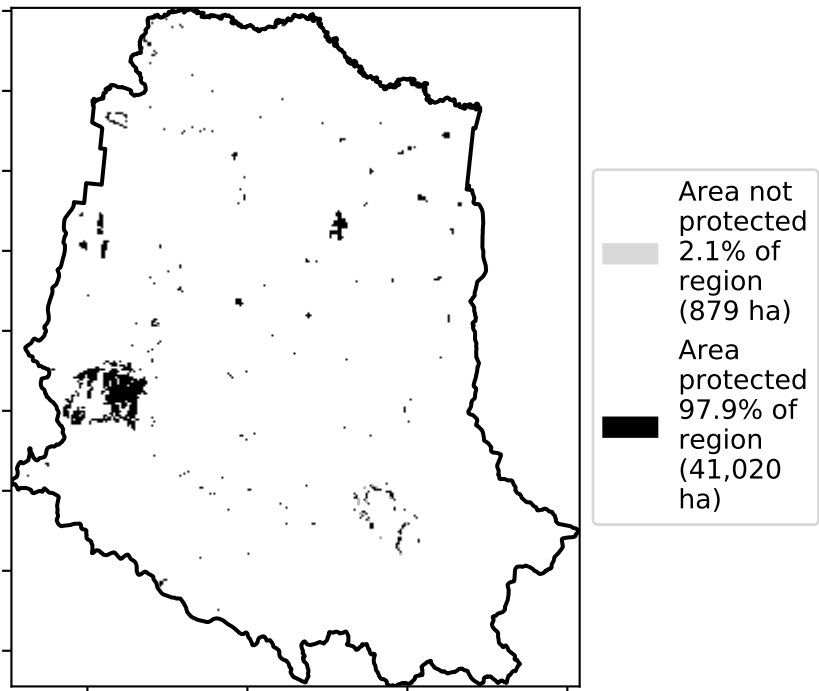 Area not
protected
2.1% of
region
(879 ha)
Area
protected
97.9% of
region
(41,020
ha)